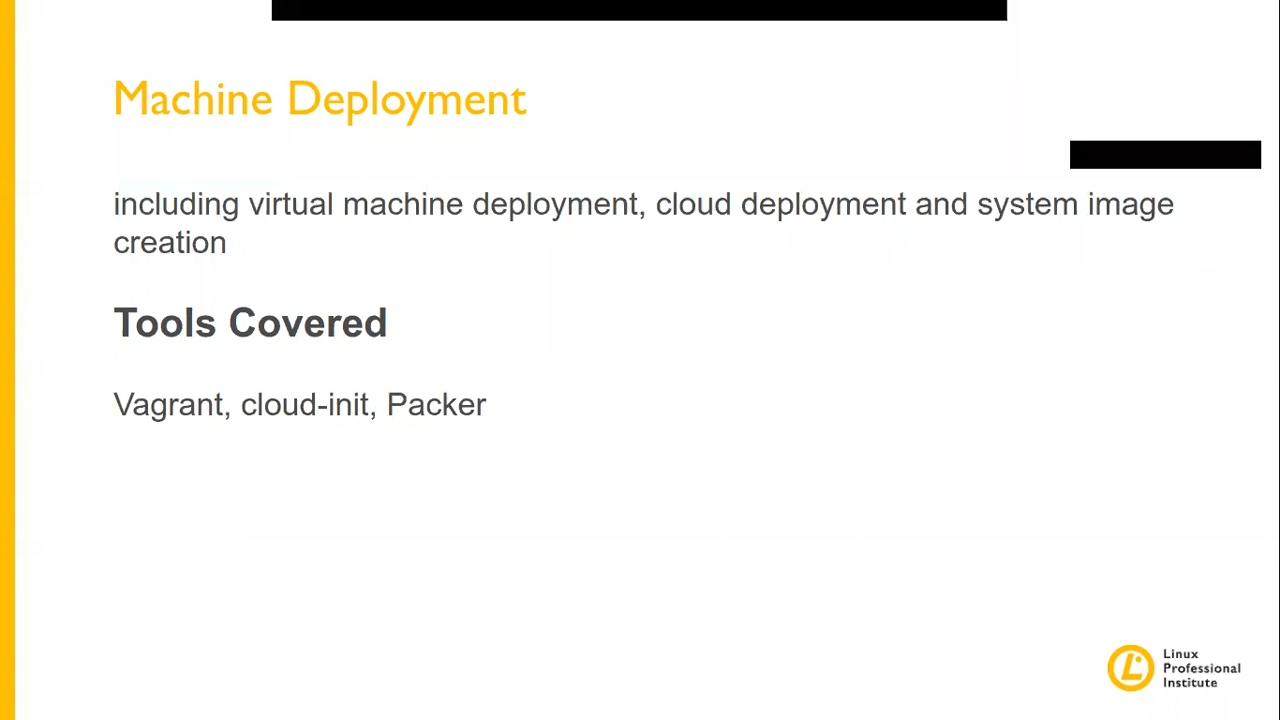 Machine Deployment
including virtual machine deployment, cloud deployment and system image
creation
Tools Covered
Vagrant, cloud-init, Packer
Linux
Professional
Institute